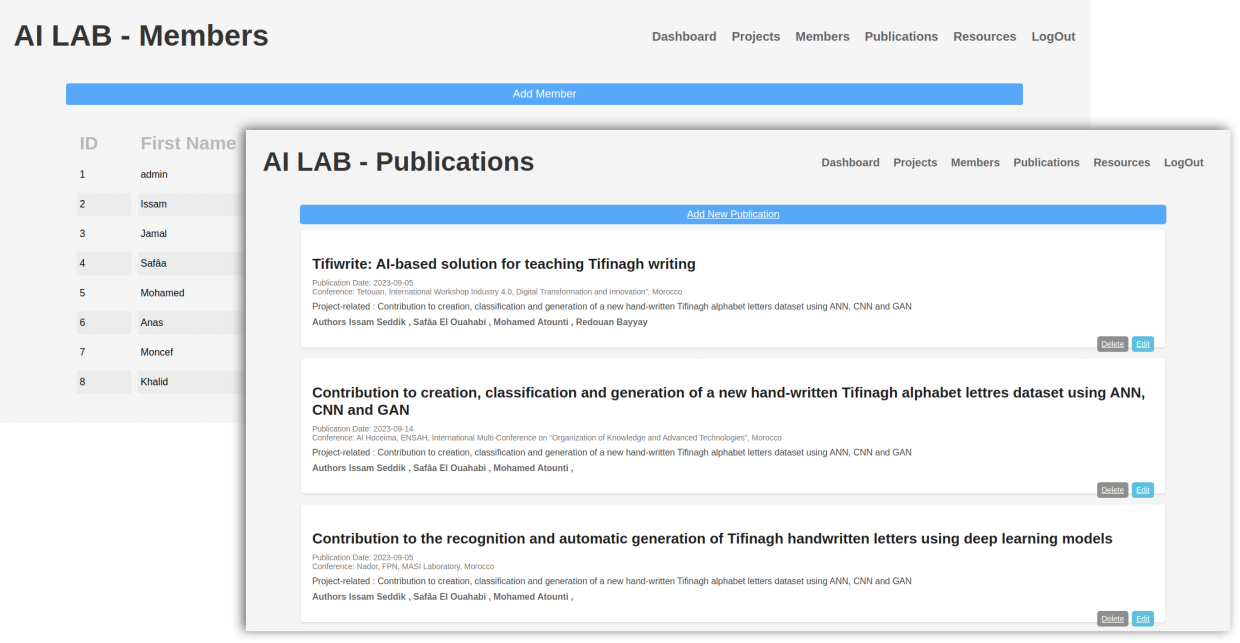 AI LAB - Members
Dashboard Projects Members Publications Resources LogOut
Add Member
ID First Name
1 admin
2 Issam
3 Jamal
4 Safâa
5 Mohamed
6 Anas
7 Moncef
8 Khalid
AI LAB - Publications
Dashboard Projects Members Publications Resources LogOut
Add New Publication
Tifiwrite: AI-based solution for teaching Tifinagh writing
Publication Date: 2023-09-05
Conference: Tetouan, International Workshop Industry 4.0, Digital Transformation and Innovation", Morocco
Project-related : Contribution to creation, classification and generation of a new hand-written Tifinagh alphabet letters dataset using ANN, CNN and GAN
Authors Issam Seddik , Safâa El Ouahabi , Mohamed Atounti , Redouan Bayyay
Delete Edit
Contribution to creation, classification and generation of a new hand-written Tifinagh alphabet lettres dataset using ANN,
CNN and GAN
Publication Date: 2023-09-14
Conference: Al Hoceima, ENSAH, International Multi-Conference on "Organization of Knowledge and Advanced Technologies", Morocco
Project-related : Contribution to creation, classification and generation of a new hand-written Tifinagh alphabet letters dataset using ANN, CNN and GAN
Authors Issam Seddik , Safâa El Ouahabi , Mohamed Atounti ,
Delete Edit
Contribution to the recognition and automatic generation of Tifinagh handwritten letters using deep learning models
Publication Date: 2023-09-05
Conference: Nador, FPN, MASI Laboratory, Morocco
Project-related : Contribution to creation, classification and generation of a new hand-written Tifinagh alphabet letters dataset using ANN, CNN and GAN
Authors Issam Seddik , Safâa El Ouahabi , Mohamed Atounti ,
Delete Edit